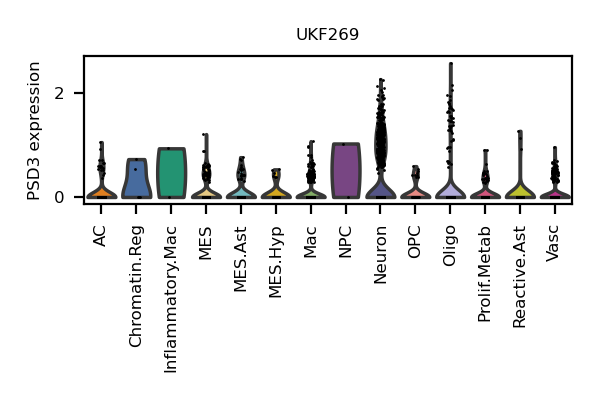 UKF269
PSD3 expression
2
0
AC
Chromatin.Reg
Inflammatory.Mac
MES
MES.Ast
MES.Hyp
Mac
NPC
Neuron
OPC
Oligo
Prolif.Metab
Reactive.Ast
Vasc